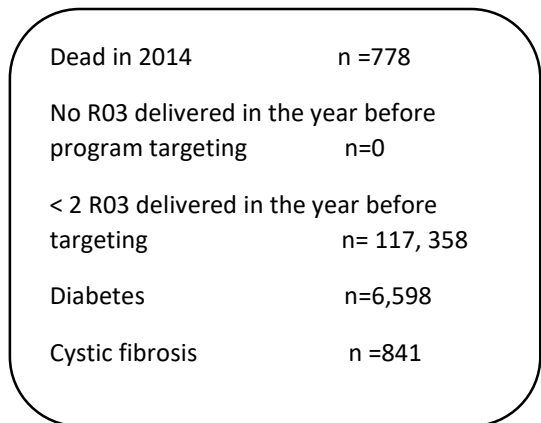 Dead in 2014 n =778
No R03 delivered in the year before
program targeting n=0
< 2 R03 delivered in the year before
targeting n= 117, 358
Diabetes n=6,598
Cystic fibrosis n =841